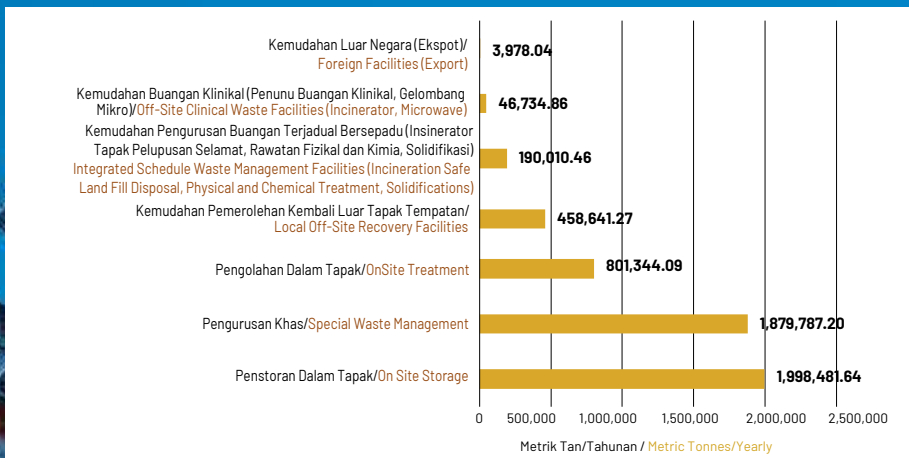 Kemudahan Luar Negara (Ekspot)/
Foreign Facilities (Export)
3,978.04
Kemudahan Buangan Klinikal (Penunu Buangan Klinikal, Gelombang
Mikro)/Off-Site Clinical Waste Facilities (Incinerator, Microwave)
46,734.86
Kemudahan Pengurusan Buangan Terjadual Bersepadu (Insinerator
Tapak Pelupusan Selamat, Rawatan Fizikal dan Kimia, Solidifikasi)
Integrated Schedule Waste Management Facilities (Incineration Safe
Land Fill Disposal, Physical and Chemical Treatment, Solidifications)
190,010.46
Kemudahan Pemerolehan Kembali Luar Tapak Tempatan/
Local Off-Site Recovery Facilities
458,641.27
Pengolahan Dalam Tapak/OnSite Treatment
801,344.09
Pengurusan Khas/Special Waste Management
1,879,787.20
Penstoran Dalam Tapak/On Site Storage
1,998,481.64
0 500,000 1,000,000 1,500,000 2,000,000 2,500,000
Metrik Tan/Tahunan / Metric Tonnes/Yearly